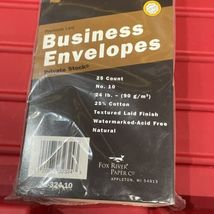 Business
Envelopes
Private Stock®
25 Count
No. 10
24 lb. - (90 g/m²)
25% Cotton
Textured Laid Finish
Watermarked-Acid Free
Natural
FOX RIVER
PAPER CO
APPLETON, WI 54913